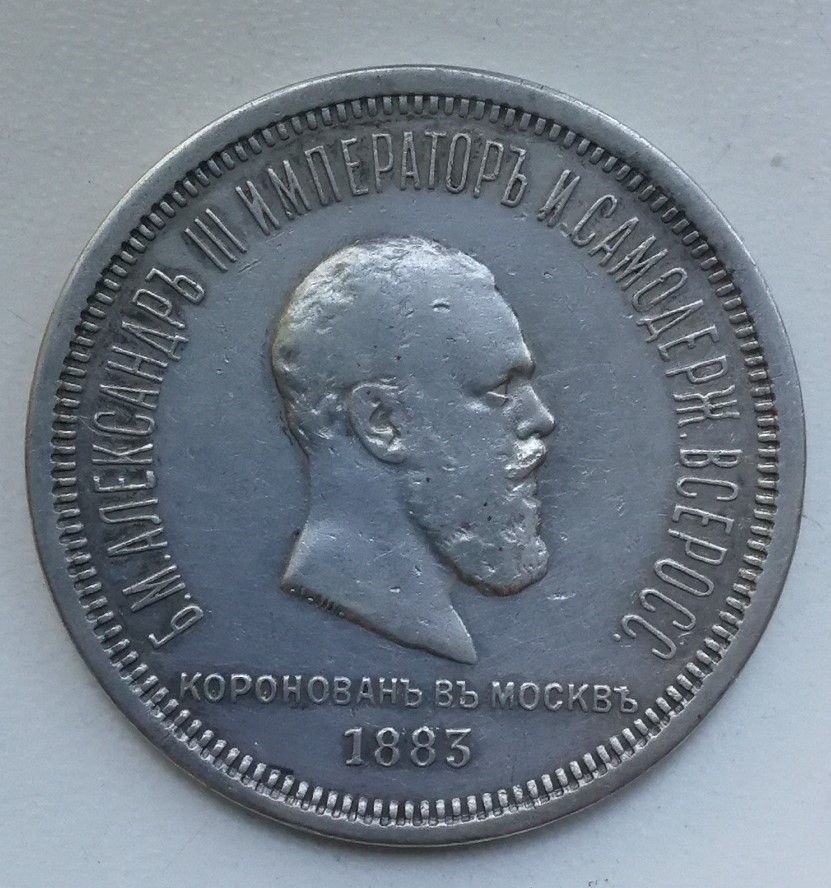 Б. М. АЛЕКСАНДРЪ III ИМПЕРАТОРЪ И САМОДЕРЖ. ВСЕРОСС.
КОРОНОВАНЪ ВЪ МОСКВѢ
1883